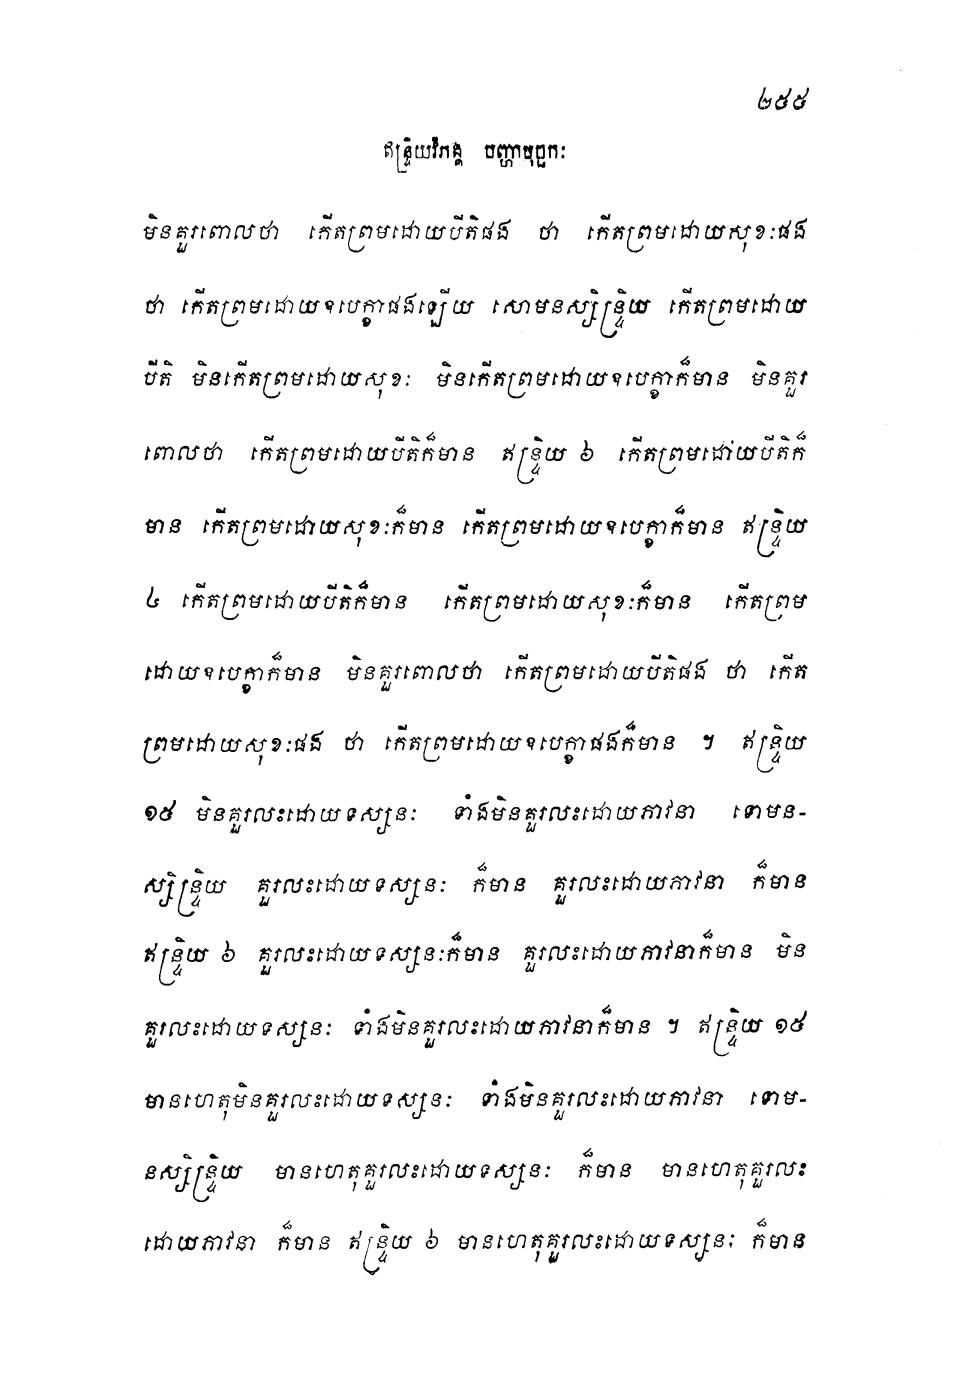 ២៥៥
ឥន្ទ្រិយវិភង្គ បញ្ហាបុច្ឆកៈ
មិនគួរពោលថា កើតព្រមដោយបីតិផង ថា កើតព្រមដោយសុខៈផង
ថា កើតព្រមដោយឧបេក្ខាផងឡើយ សោមនស្សិន្ទ្រិយ កើតព្រមដោយ
បីតិ មិនកើតព្រមដោយសុខៈ មិនកើតព្រមដោយឧបេក្ខាក៏មាន មិនគួរ
ពោលថា កើតព្រមដោយបីតិក៏មាន ឥន្ទ្រិយ ៦ កើតព្រមដោយបីតិក៏
មាន កើតព្រមដោយសុខៈក៏មាន កើតព្រមដោយឧបេក្ខាក៏មាន ឥន្ទ្រិយ
៤ កើតព្រមដោយបីតិក៏មាន កើតព្រមដោយសុខៈក៏មាន កើតព្រម
ដោយឧបេក្ខាក៏មាន មិនគួរពោលថា កើតព្រមដោយបីតិផង ថា កើត
ព្រមដោយសុខៈផង ថា កើតព្រមដោយឧបេក្ខាផងក៏មាន ។ ឥន្ទ្រិយ
១៥ មិនគួរលះដោយទស្សនៈ ទាំងមិនគួរលះដោយភាវនា ទោមន-
ស្សិន្ទ្រិយ គួរលះដោយទស្សនៈ ក៏មាន គួរលះដោយភាវនា ក៏មាន
ឥន្ទ្រិយ ៦ គួរលះដោយទស្សនៈក៏មាន គួរលះដោយភាវនាក៏មាន មិន
គួរលះដោយទស្សនៈ ទាំងមិនគួរលះដោយភាវនាក៏មាន ។ ឥន្ទ្រិយ ១៥
មានហេតុមិនគួរលះដោយទស្សនៈ ទាំងមិនគួរលះដោយភាវនា ទោម-
នស្សិន្ទ្រិយ មានហេតុគួរលះដោយទស្សនៈ ក៏មាន មានហេតុគួរលះ
ដោយភាវនា ក៏មាន ឥន្ទ្រិយ ៦ មានហេតុគួរលះដោយទស្សនៈ ក៏មាន